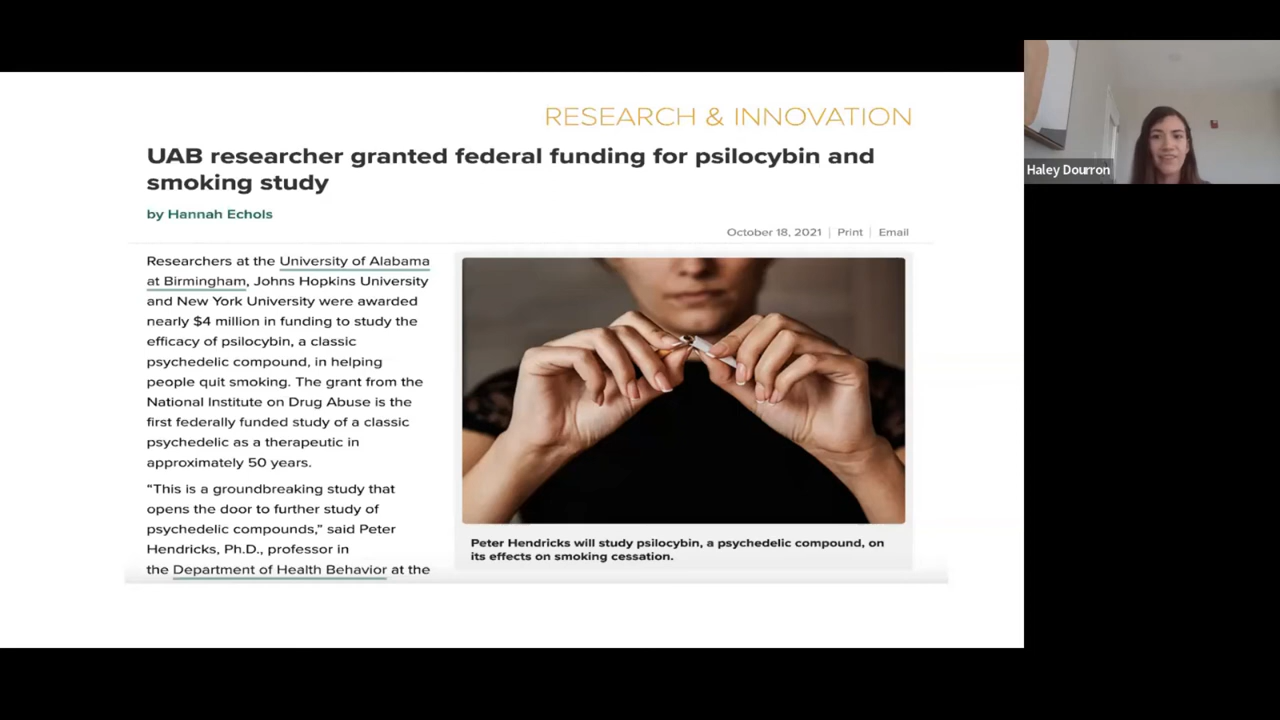 RESEARCH & INNOVATION
UAB researcher granted federal funding for psilocybin and
smoking study
by Hannah Echols
October 18, 2021 | Print | Email
Researchers at the University of Alabama
at Birmingham, Johns Hopkins University
and New York University were awarded
nearly $4 million in funding to study the
efficacy of psilocybin, a classic
psychedelic compound, in helping
people quit smoking. The grant from the
National Institute on Drug Abuse is the
first federally funded study of a classic
psychedelic as a therapeutic in
approximately 50 years.
“This is a groundbreaking study that
opens the door to further study of
psychedelic compounds,” said Peter
Hendricks, Ph.D., professor in
the Department of Health Behavior at the
Peter Hendricks will study psilocybin, a psychedelic compound, on
its effects on smoking cessation.
Haley Dourron